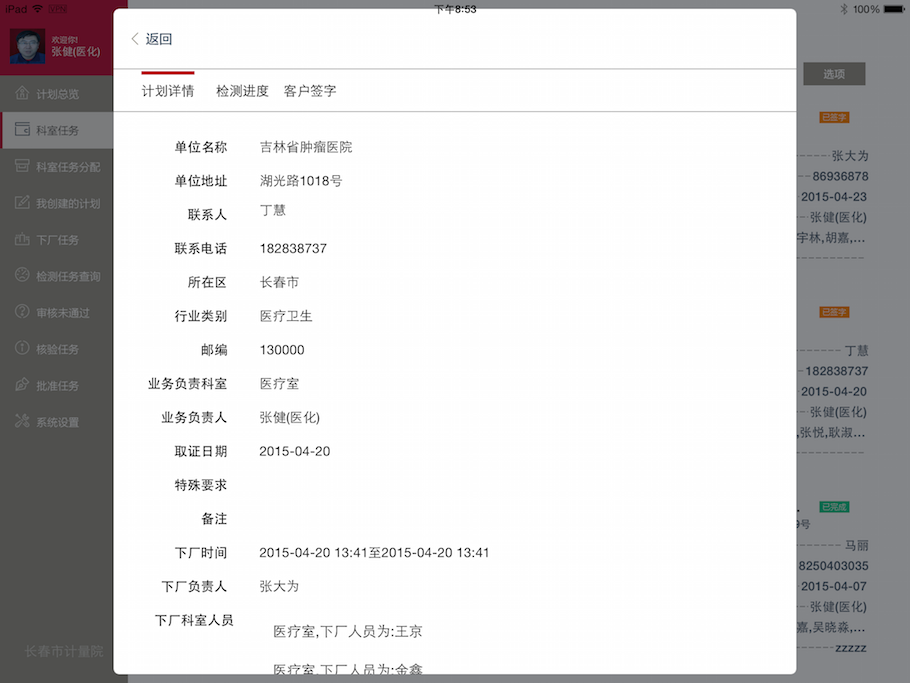 iPad
下午8:53
100%
欢迎您!
张健(医化)
计划总览
科室任务
科室任务分配
我创建的计划
下厂任务
检测任务查询
审核未通过
核验任务
批准任务
系统设置
长春市计量院
返回
计划详情 检测进度 客户签字
单位名称 吉林省肿瘤医院
单位地址 湖光路1018号
联系人 丁慧
联系电话 182838737
所在区 长春市
行业类别 医疗卫生
邮编 130000
业务负责科室 医疗室
业务负责人 张健(医化)
取证日期 2015-04-20
特殊要求
备注
下厂时间 2015-04-20 13:41至2015-04-20 13:41
下厂负责人 张大为
下厂科室人员
医疗室,下厂人员为:王京
医疗室,下厂人员为:金鑫
选项
已签字
张大为
86936878
2015-04-23
张健(医化)
宇林,胡嘉,...
已签字
丁慧
182838737
2015-04-20
张健(医化)
,张悦,耿淑...
已完成
号
马丽
8250403035
2015-04-07
张健(医化)
嘉,吴晓淼,...
zzzzz